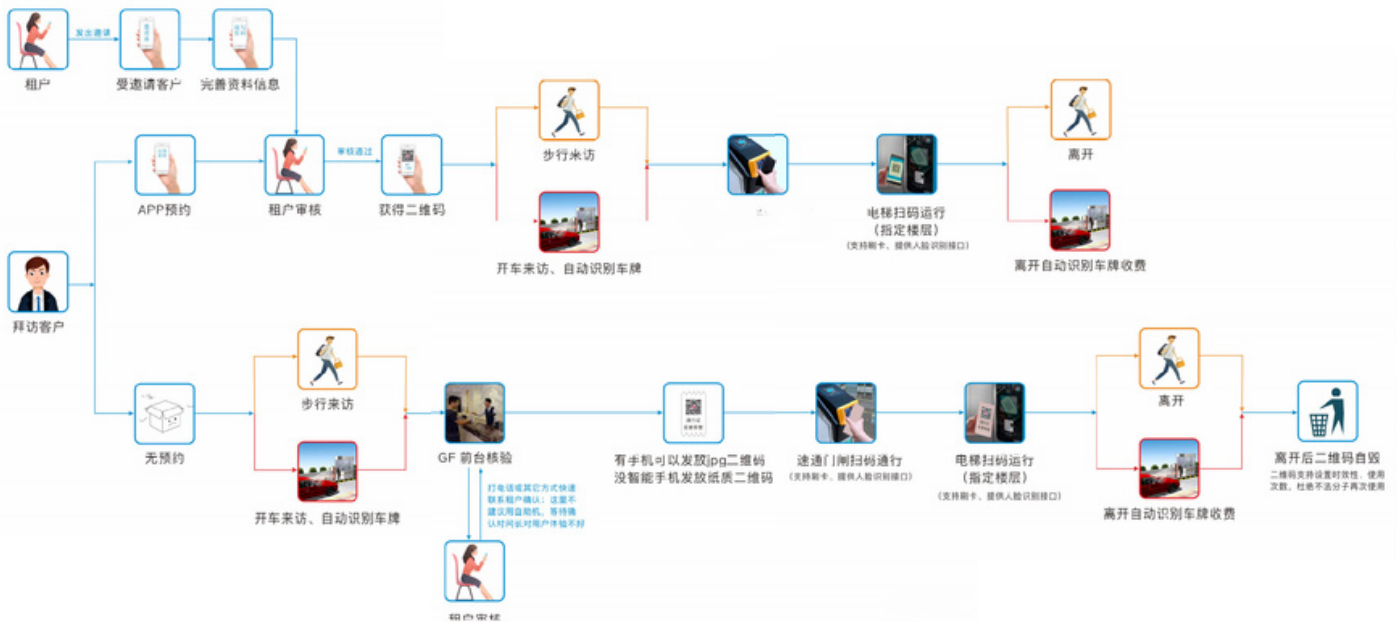 发出邀请
租户
受邀请客户
完善资料信息
审核通过
APP预约
租户审核
获得二维码
步行来访
开车来访、自动识别车牌
电梯扫码运行
(指定楼层)
(支持刷卡、提供人脸识别接口)
离开
离开自动识别车牌收费
拜访客户
无预约
步行来访
开车来访、自动识别车牌
GF 前台核验
打电话或其它方式快速
联系租户确认；这里不
建议用自助机，等待确
认时间长对用户体验不好
租户审核
有手机可以发放jpg二维码
没智能手机发放纸质二维码
速通门闸扫码通行
(支持刷卡、提供人脸识别接口)
电梯扫码运行
(指定楼层)
(支持刷卡、提供人脸识别接口)
离开
离开自动识别车牌收费
离开后二维码自毁
二维码支持设置时效性、使用
次数，杜绝不法分子再次使用